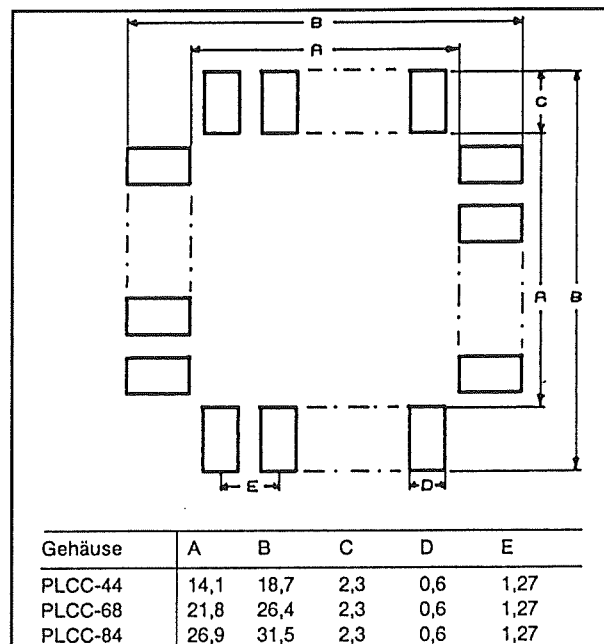 B
A
C
A
B
E
D
Gehäuse A B C D E
PLCC-44 14,1 18,7 2,3 0,6 1,27
PLCC-68 21,8 26,4 2,3 0,6 1,27
PLCC-84 26,9 31,5 2,3 0,6 1,27